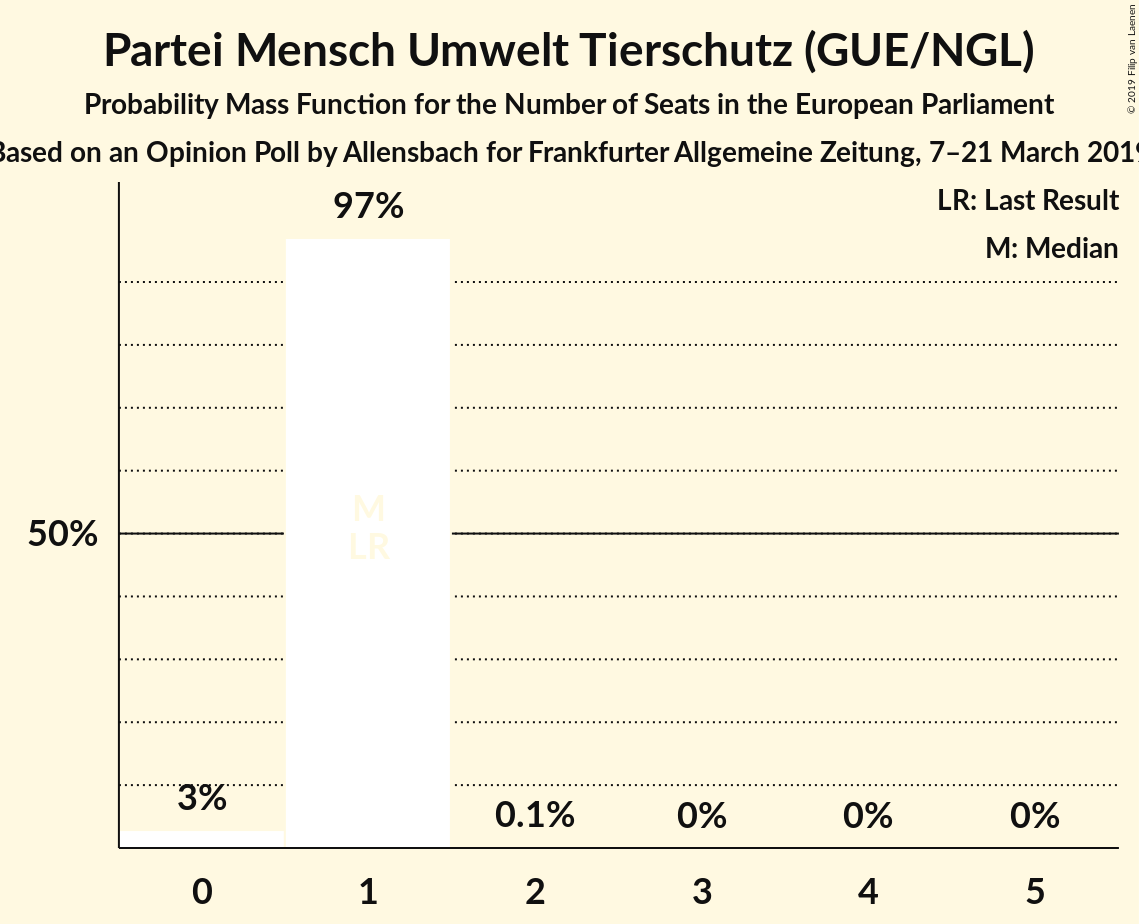 Partei Mensch Umwelt Tierschutz (GUE/NGL)
Probability Mass Function for the Number of Seats in the European Parliament
Based on an Opinion Poll by Allensbach for Frankfurter Allgemeine Zeitung, 7–21 March 2019
© 2019 Filip van Laenen
LR: Last Result
M: Median
97%
M
LR
50%
3%
0.1%
0%
0%
0%
0
1
2
3
4
5